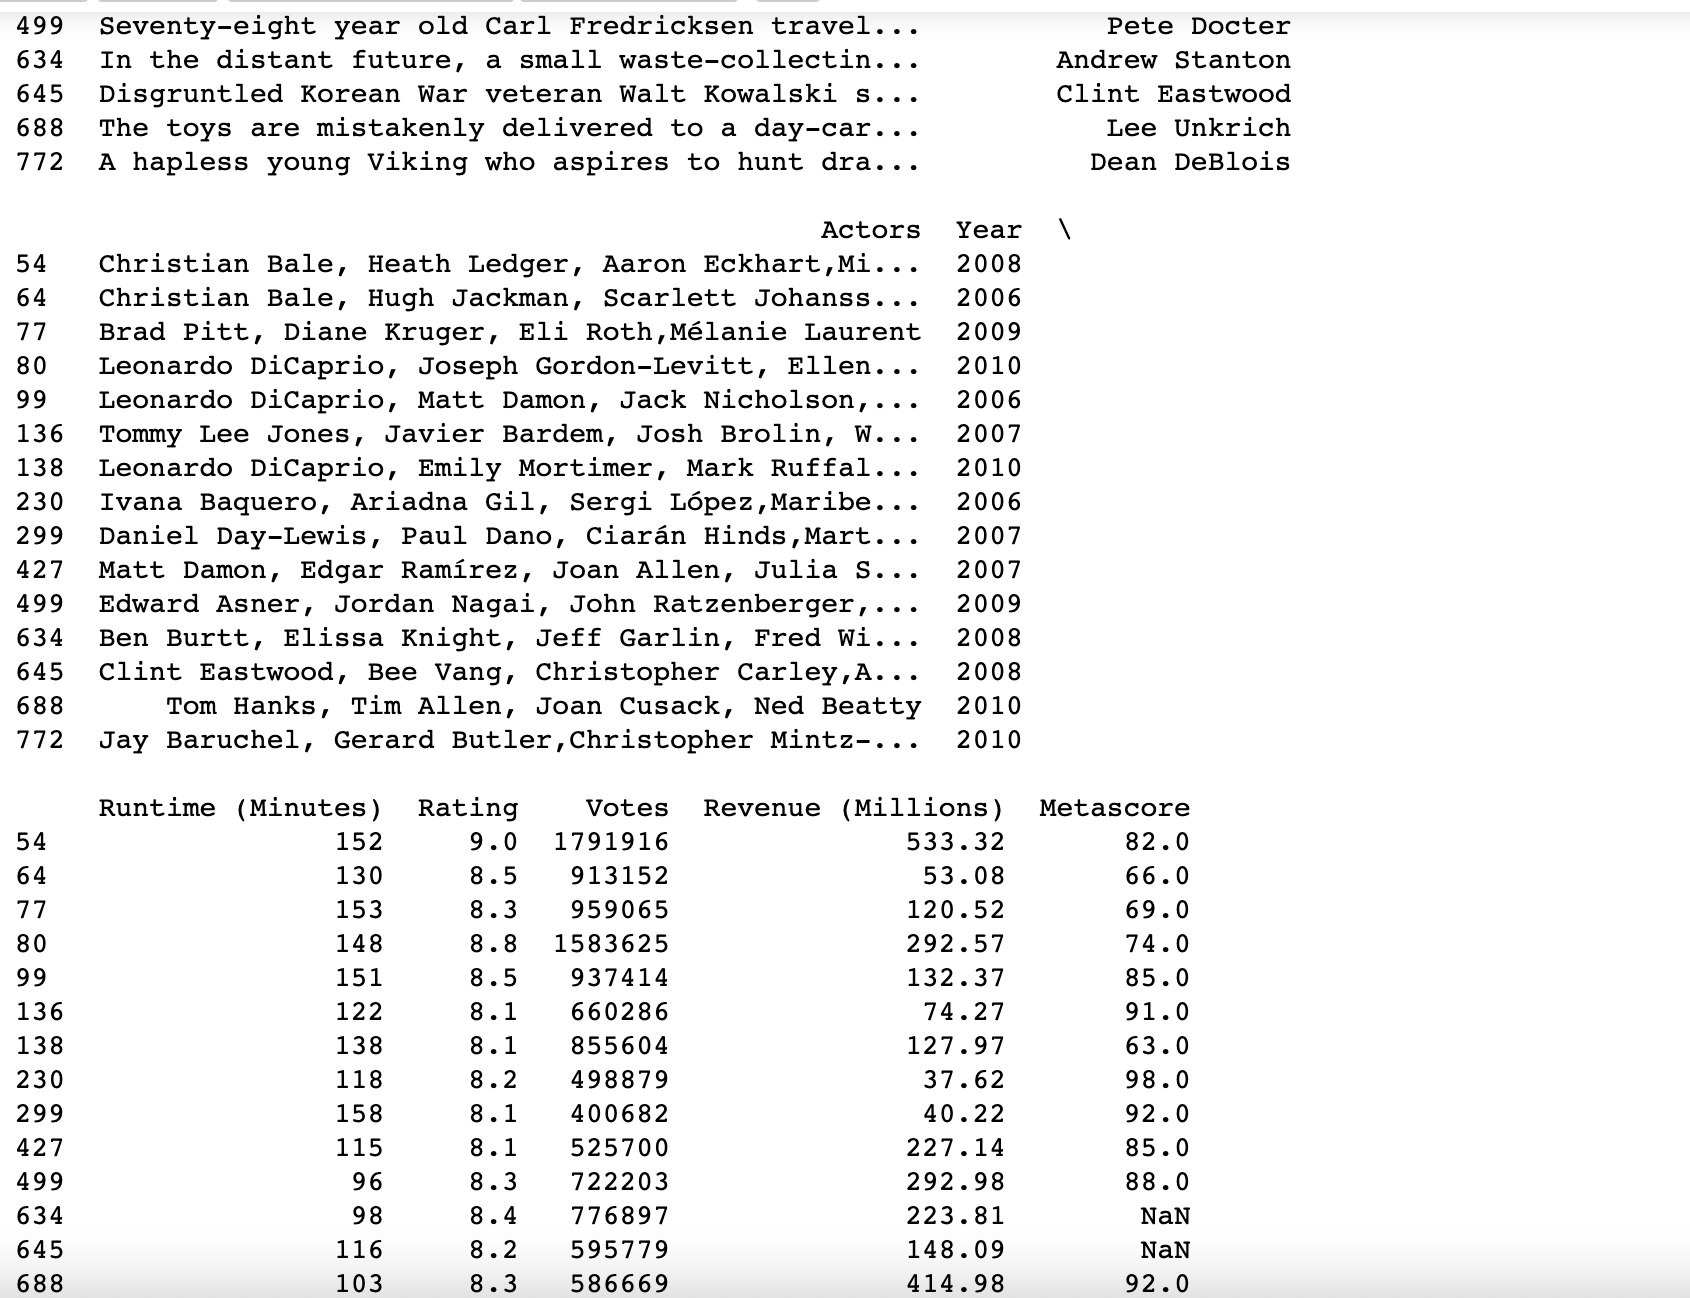 499  Seventy-eight year old Carl Fredricksen travel...           Pete Docter
634  In the distant future, a small waste-collectin...        Andrew Stanton
645  Disgruntled Korean War veteran Walt Kowalski s...        Clint Eastwood
688  The toys are mistakenly delivered to a day-car...           Lee Unkrich
772  A hapless young Viking who aspires to hunt dra...          Dean DeBlois
                                                Actors  Year  \
54   Christian Bale, Heath Ledger, Aaron Eckhart,Mi...  2008
64   Christian Bale, Hugh Jackman, Scarlett Johanss...  2006
77   Brad Pitt, Diane Kruger, Eli Roth,Mélanie Laurent  2009
80   Leonardo DiCaprio, Joseph Gordon-Levitt, Ellen...  2010
99   Leonardo DiCaprio, Matt Damon, Jack Nicholson,...  2006
136  Tommy Lee Jones, Javier Bardem, Josh Brolin, W...  2007
138  Leonardo DiCaprio, Emily Mortimer, Mark Ruffal...  2010
230  Ivana Baquero, Ariadna Gil, Sergi López,Maribe...  2006
299  Daniel Day-Lewis, Paul Dano, Ciarán Hinds,Mart...  2007
427  Matt Damon, Edgar Ramírez, Joan Allen, Julia S...  2007
499  Edward Asner, Jordan Nagai, John Ratzenberger,...  2009
634  Ben Burtt, Elissa Knight, Jeff Garlin, Fred Wi...  2008
645  Clint Eastwood, Bee Vang, Christopher Carley,A...  2008
688      Tom Hanks, Tim Allen, Joan Cusack, Ned Beatty  2010
772  Jay Baruchel, Gerard Butler,Christopher Mintz-...  2010
     Runtime (Minutes)  Rating    Votes  Revenue (Millions)  Metascore
54                 152     9.0  1791916              533.32       82.0
64                 130     8.5   913152               53.08       66.0
77                 153     8.3   959065              120.52       69.0
80                 148     8.8  1583625              292.57       74.0
99                 151     8.5   937414              132.37       85.0
136                122     8.1   660286               74.27       91.0
138                138     8.1   855604              127.97       63.0
230                118     8.2   498879               37.62       98.0
299                158     8.1   400682               40.22       92.0
427                115     8.1   525700              227.14       85.0
499                 96     8.3   722203              292.98       88.0
634                 98     8.4   776897              223.81        NaN
645                116     8.2   595779              148.09        NaN
688                103     8.3   586669              414.98       92.0